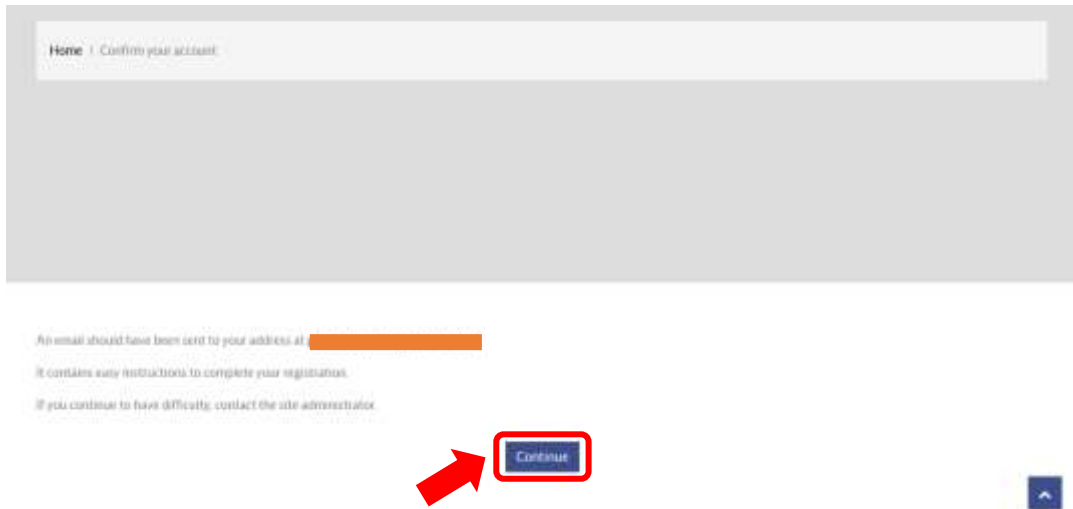 Home / Confirm your account
An email should have been sent to your address at
It contains easy instructions to complete your registration.
If you continue to have difficulty, contact the site administrator.
Continue